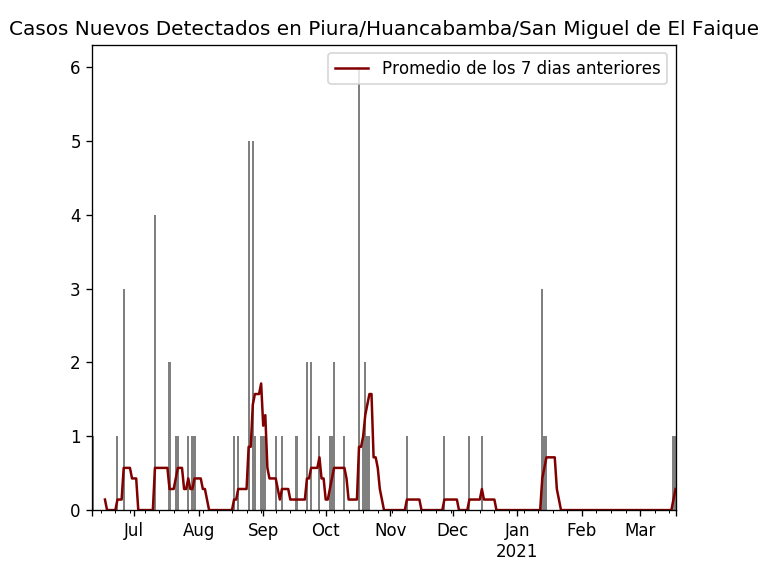 Casos Nuevos Detectados en Piura/Huancabamba/San Miguel de El Faique
Promedio de los 7 dias anteriores
6
5
4
3
2
1
0
Jul Aug Sep Oct Nov Dec Jan Feb Mar
2021